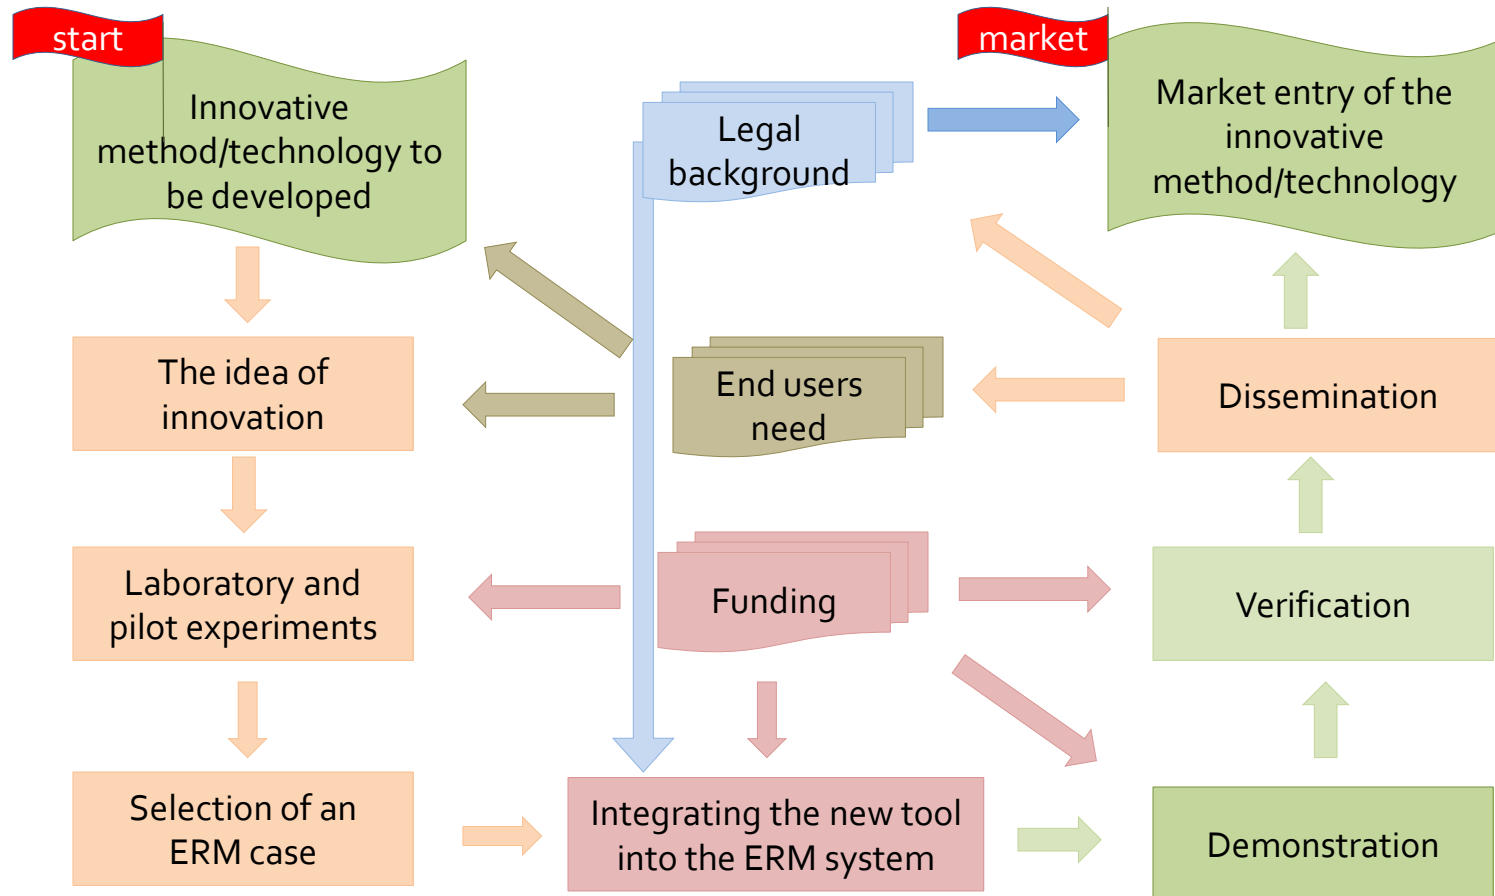 start
Innovative
method/technology to
be developed
Legal
background
market
Market entry of the
innovative
method/technology
The idea of
innovation
End users
need
Dissemination
Laboratory and
pilot experiments
Funding
Verification
Selection of an
ERM case
Integrating the new tool
into the ERM system
Demonstration